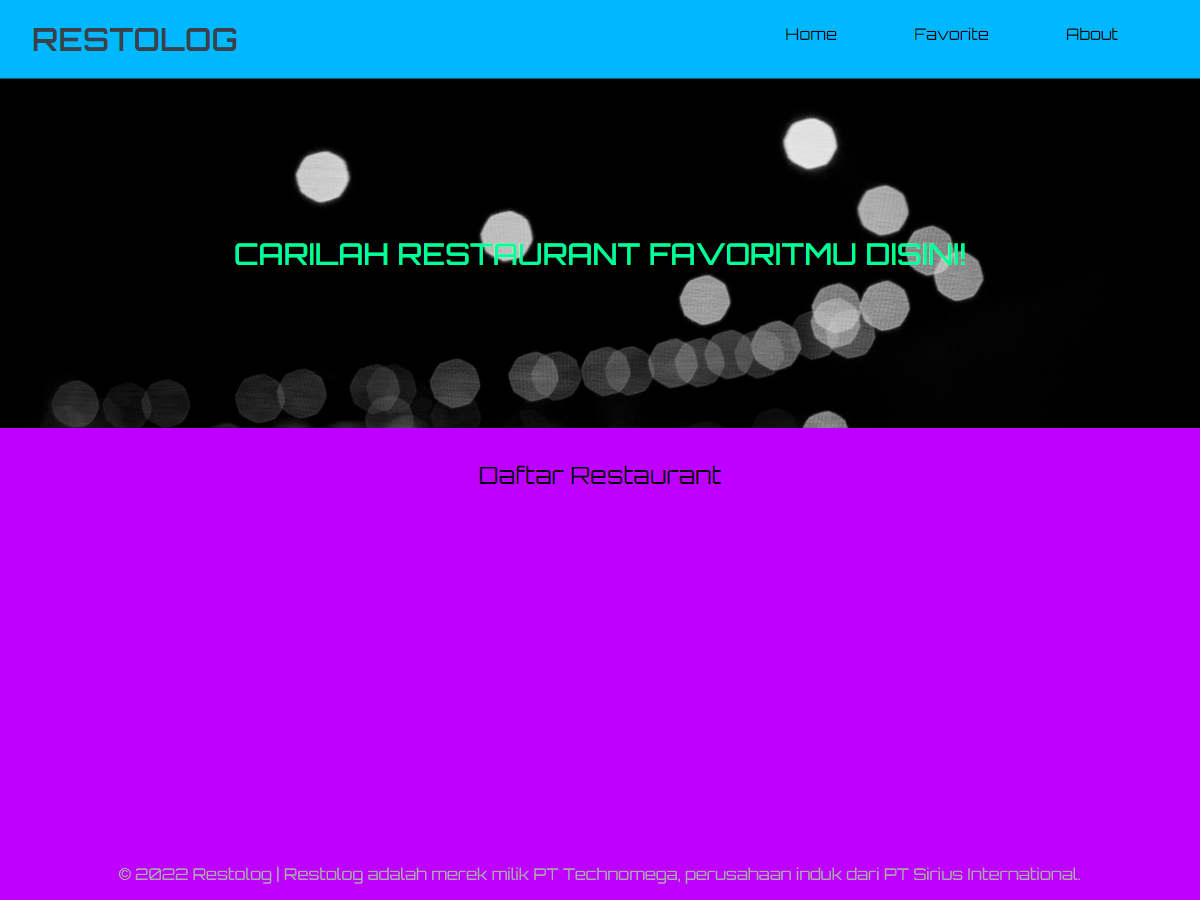 RESTOLOG
Home
Favorite
About
CARILAH RESTAURANT FAVORITMU DISINI!
Daftar Restaurant
© 2022 Restolog | Restolog adalah merek milik PT Technomega, perusahaan induk dari PT Sirius International.